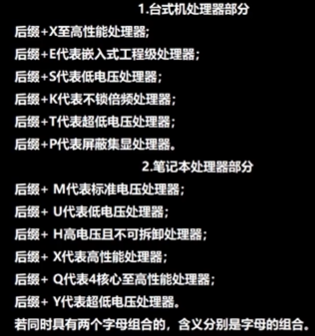 1.台式机处理器部分
后缀+X至高性能处理器;
后缀+E代表嵌入式工程级处理器;
后缀+S代表低电压处理器;
后缀+K代表不锁倍频处理器;
后缀+T代表超低电压处理器;
后缀+P代表屏蔽集显处理器。
2.笔记本处理器部分
后缀+ M代表标准电压处理器;
后缀+ U代表低电压处理器;
后缀+ H高电压且不可拆卸处理器;
后缀+ X代表高性能处理器;
后缀+ Q代表4核心至高性能处理器;
后缀+ Y代表超低电压处理器。
若同时具有两个字母组合的，含义分别是字母的组合。